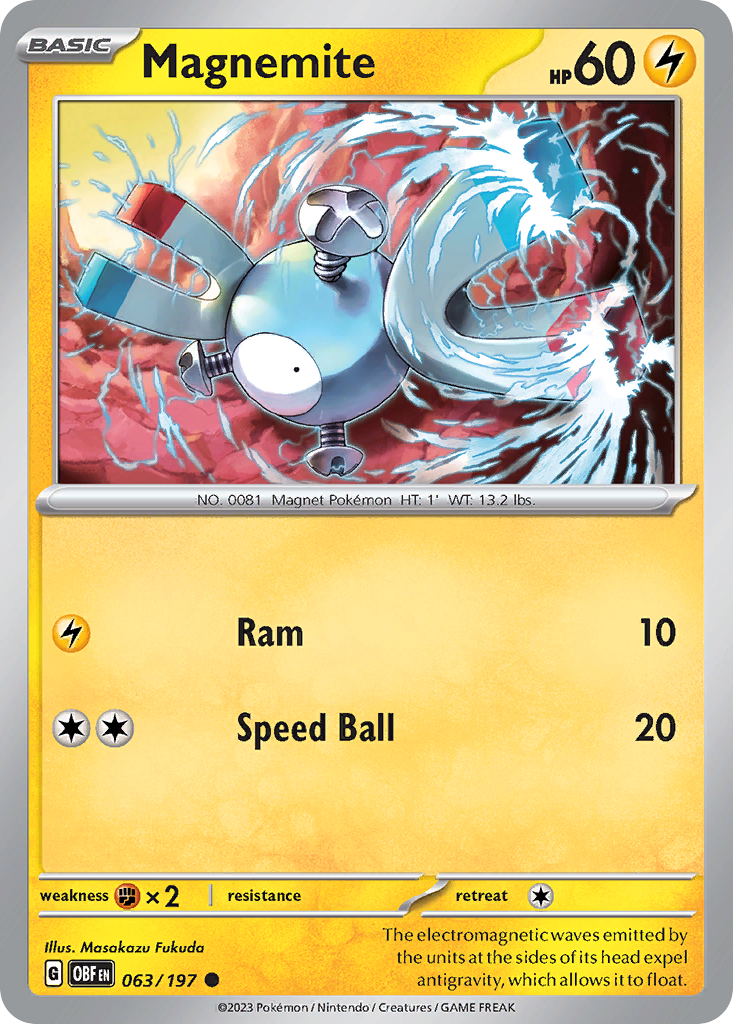 BASIC
Magnemite
HP 60
NO. 0081 Magnet Pokémon HT: 1' WT: 13.2 lbs.
Ram 10
Speed Ball 20
weakness ×2 resistance retreat
Illus. Masakazu Fukuda
The electromagnetic waves emitted by
the units at the sides of its head expel
antigravity, which allows it to float.
G OBF EN 063/197
©2023 Pokémon / Nintendo / Creatures / GAME FREAK